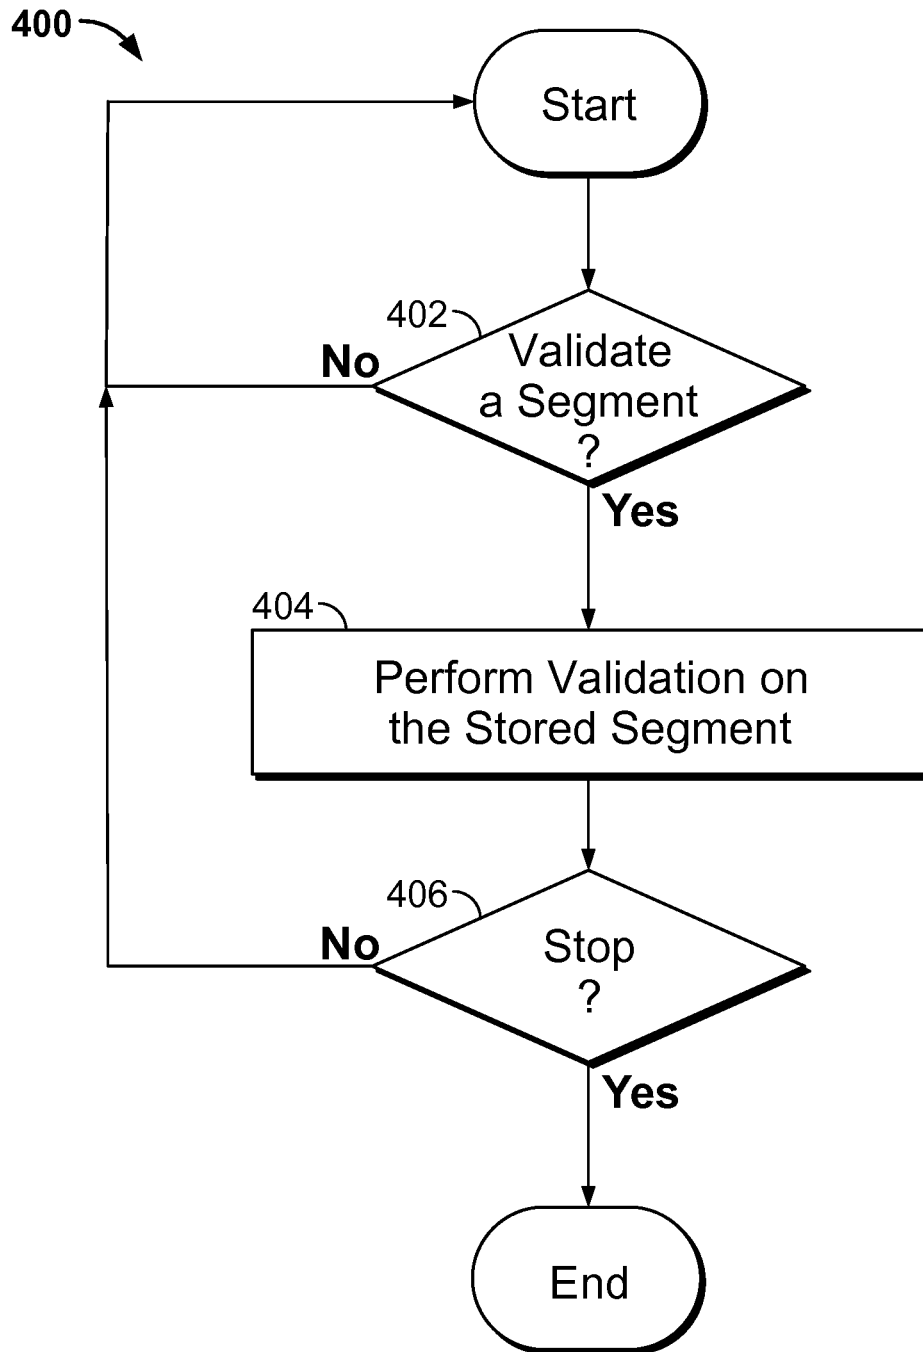 400
Start
402
Validate
a Segment
?
No
Yes
404
Perform Validation on
the Stored Segment
406
Stop
?
No
Yes
End